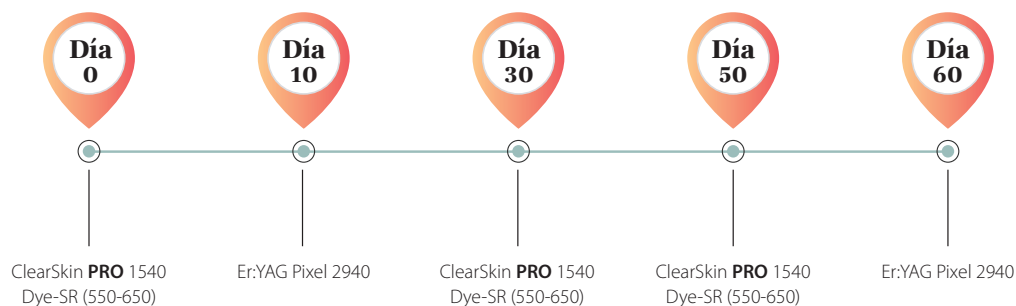 Día
0
Día
10
Día
30
Día
50
Día
60
ClearSkin PRO 1540
Dye-SR (550-650)
Er:YAG Pixel 2940
ClearSkin PRO 1540
Dye-SR (550-650)
ClearSkin PRO 1540
Dye-SR (550-650)
Er:YAG Pixel 2940